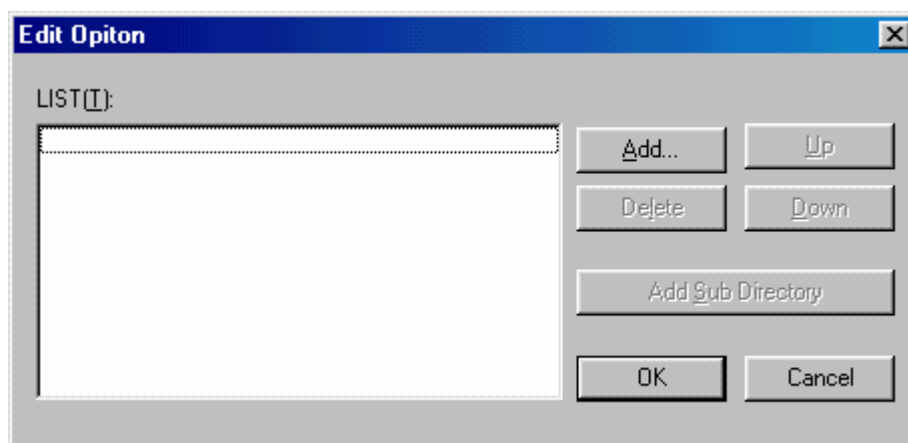 Edit Opiton
LIST(T):
Add...
Up
Delete
Down
Add Sub Directory
OK
Cancel